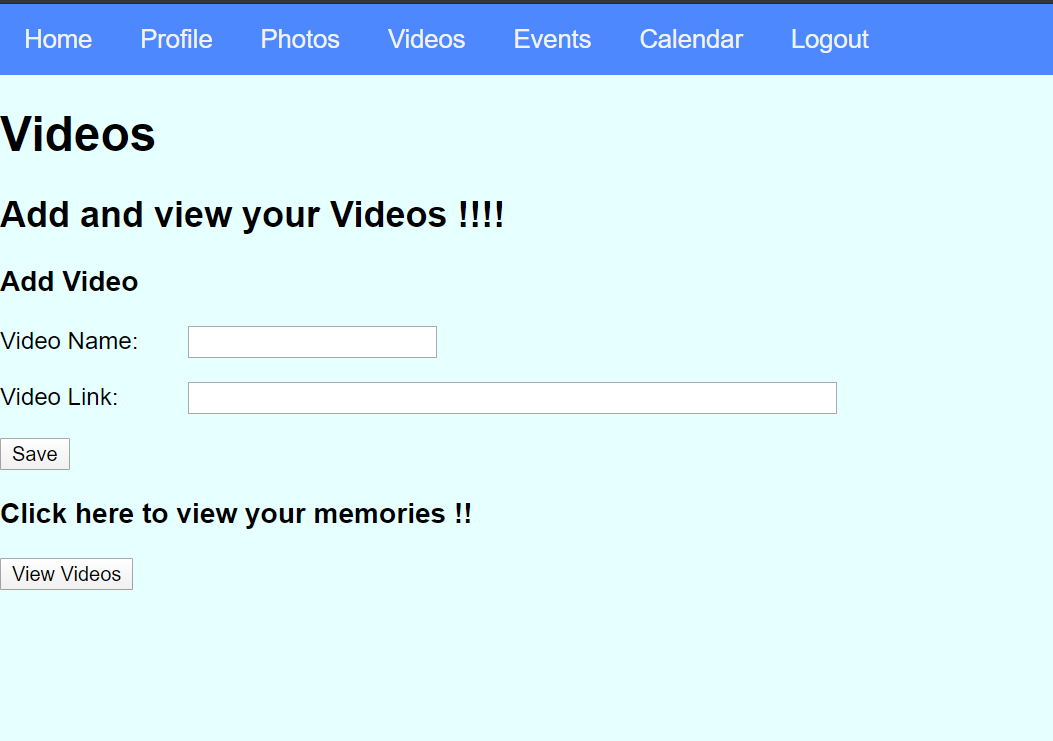 Home Profile Photos Videos Events Calendar Logout
Videos
Add and view your Videos !!!!
Add Video
Video Name:
Video Link:
Save
Click here to view your memories !!
View Videos